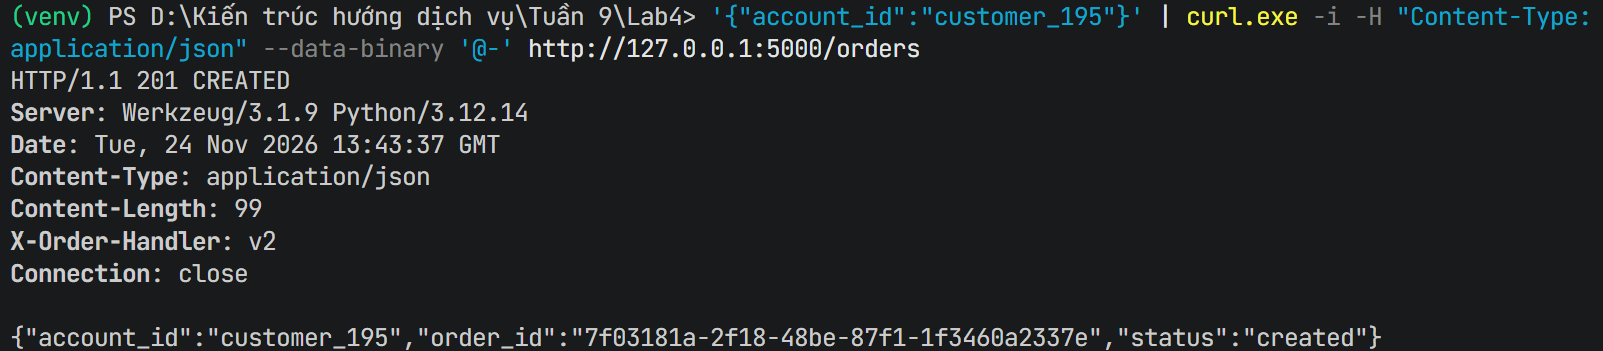 (venv) PS D:\Kiến trúc hướng dịch vụ\Tuần 9\Lab4> '{"account_id":"customer_195"}' | curl.exe -i -H "Content-Type:
application/json" --data-binary '@-' http://127.0.0.1:5000/orders
HTTP/1.1 201 CREATED
Server: Werkzeug/3.1.9 Python/3.12.14
Date: Tue, 24 Nov 2026 13:43:37 GMT
Content-Type: application/json
Content-Length: 99
X-Order-Handler: v2
Connection: close

{"account_id":"customer_195","order_id":"7f03181a-2f18-48be-87f1-1f3460a2337e","status":"created"}